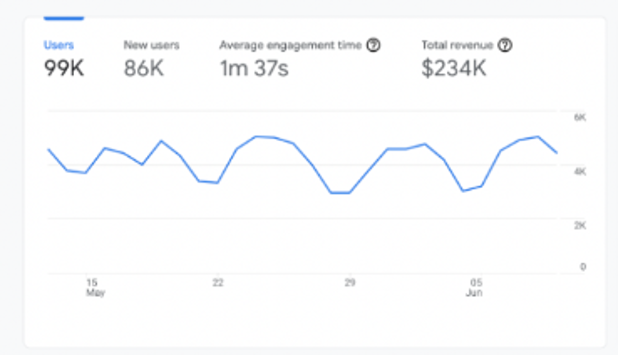 Users New users Average engagement time Total revenue
99K 86K 1m 37s $234K
6K
4K
2K
0
15 22 29 05
May Jun